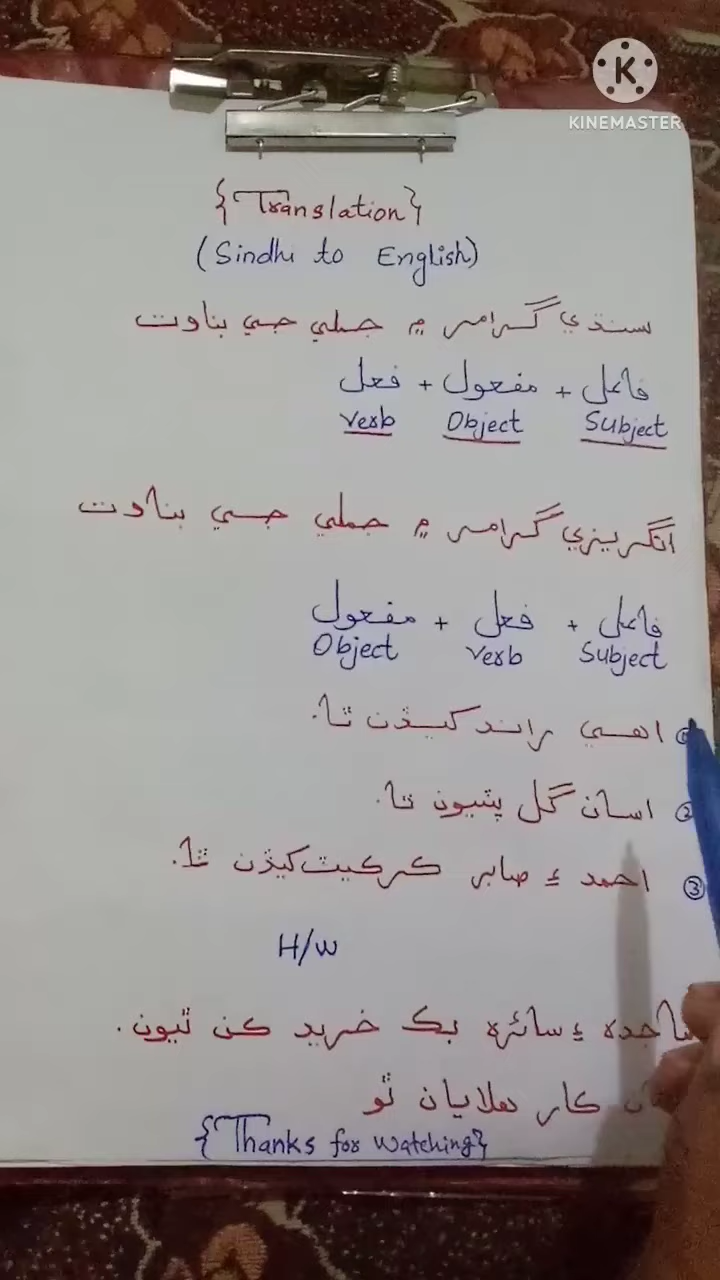 KINEMASTER
{Translation}
(Sindhi to English)
سنڌي گرامر ۾ جملي جي بناوت
فاعل + مفعول + فعل
Subject Object Verb
انگريزي گرامر ۾ جملي جي بناوت
فاعل + فعل + مفعول
Subject Verb Object
اهي راند کيڏن ٿا.
② اسان گل پٽيون ٿا.
③ احمد ۽ صابر ڪرڪيٽ کيڏن ٿا.
H/W
۽ سائره بڪ خريد ڪن ٿيون.
ڪار هلايان ٿو
{Thanks for watching}